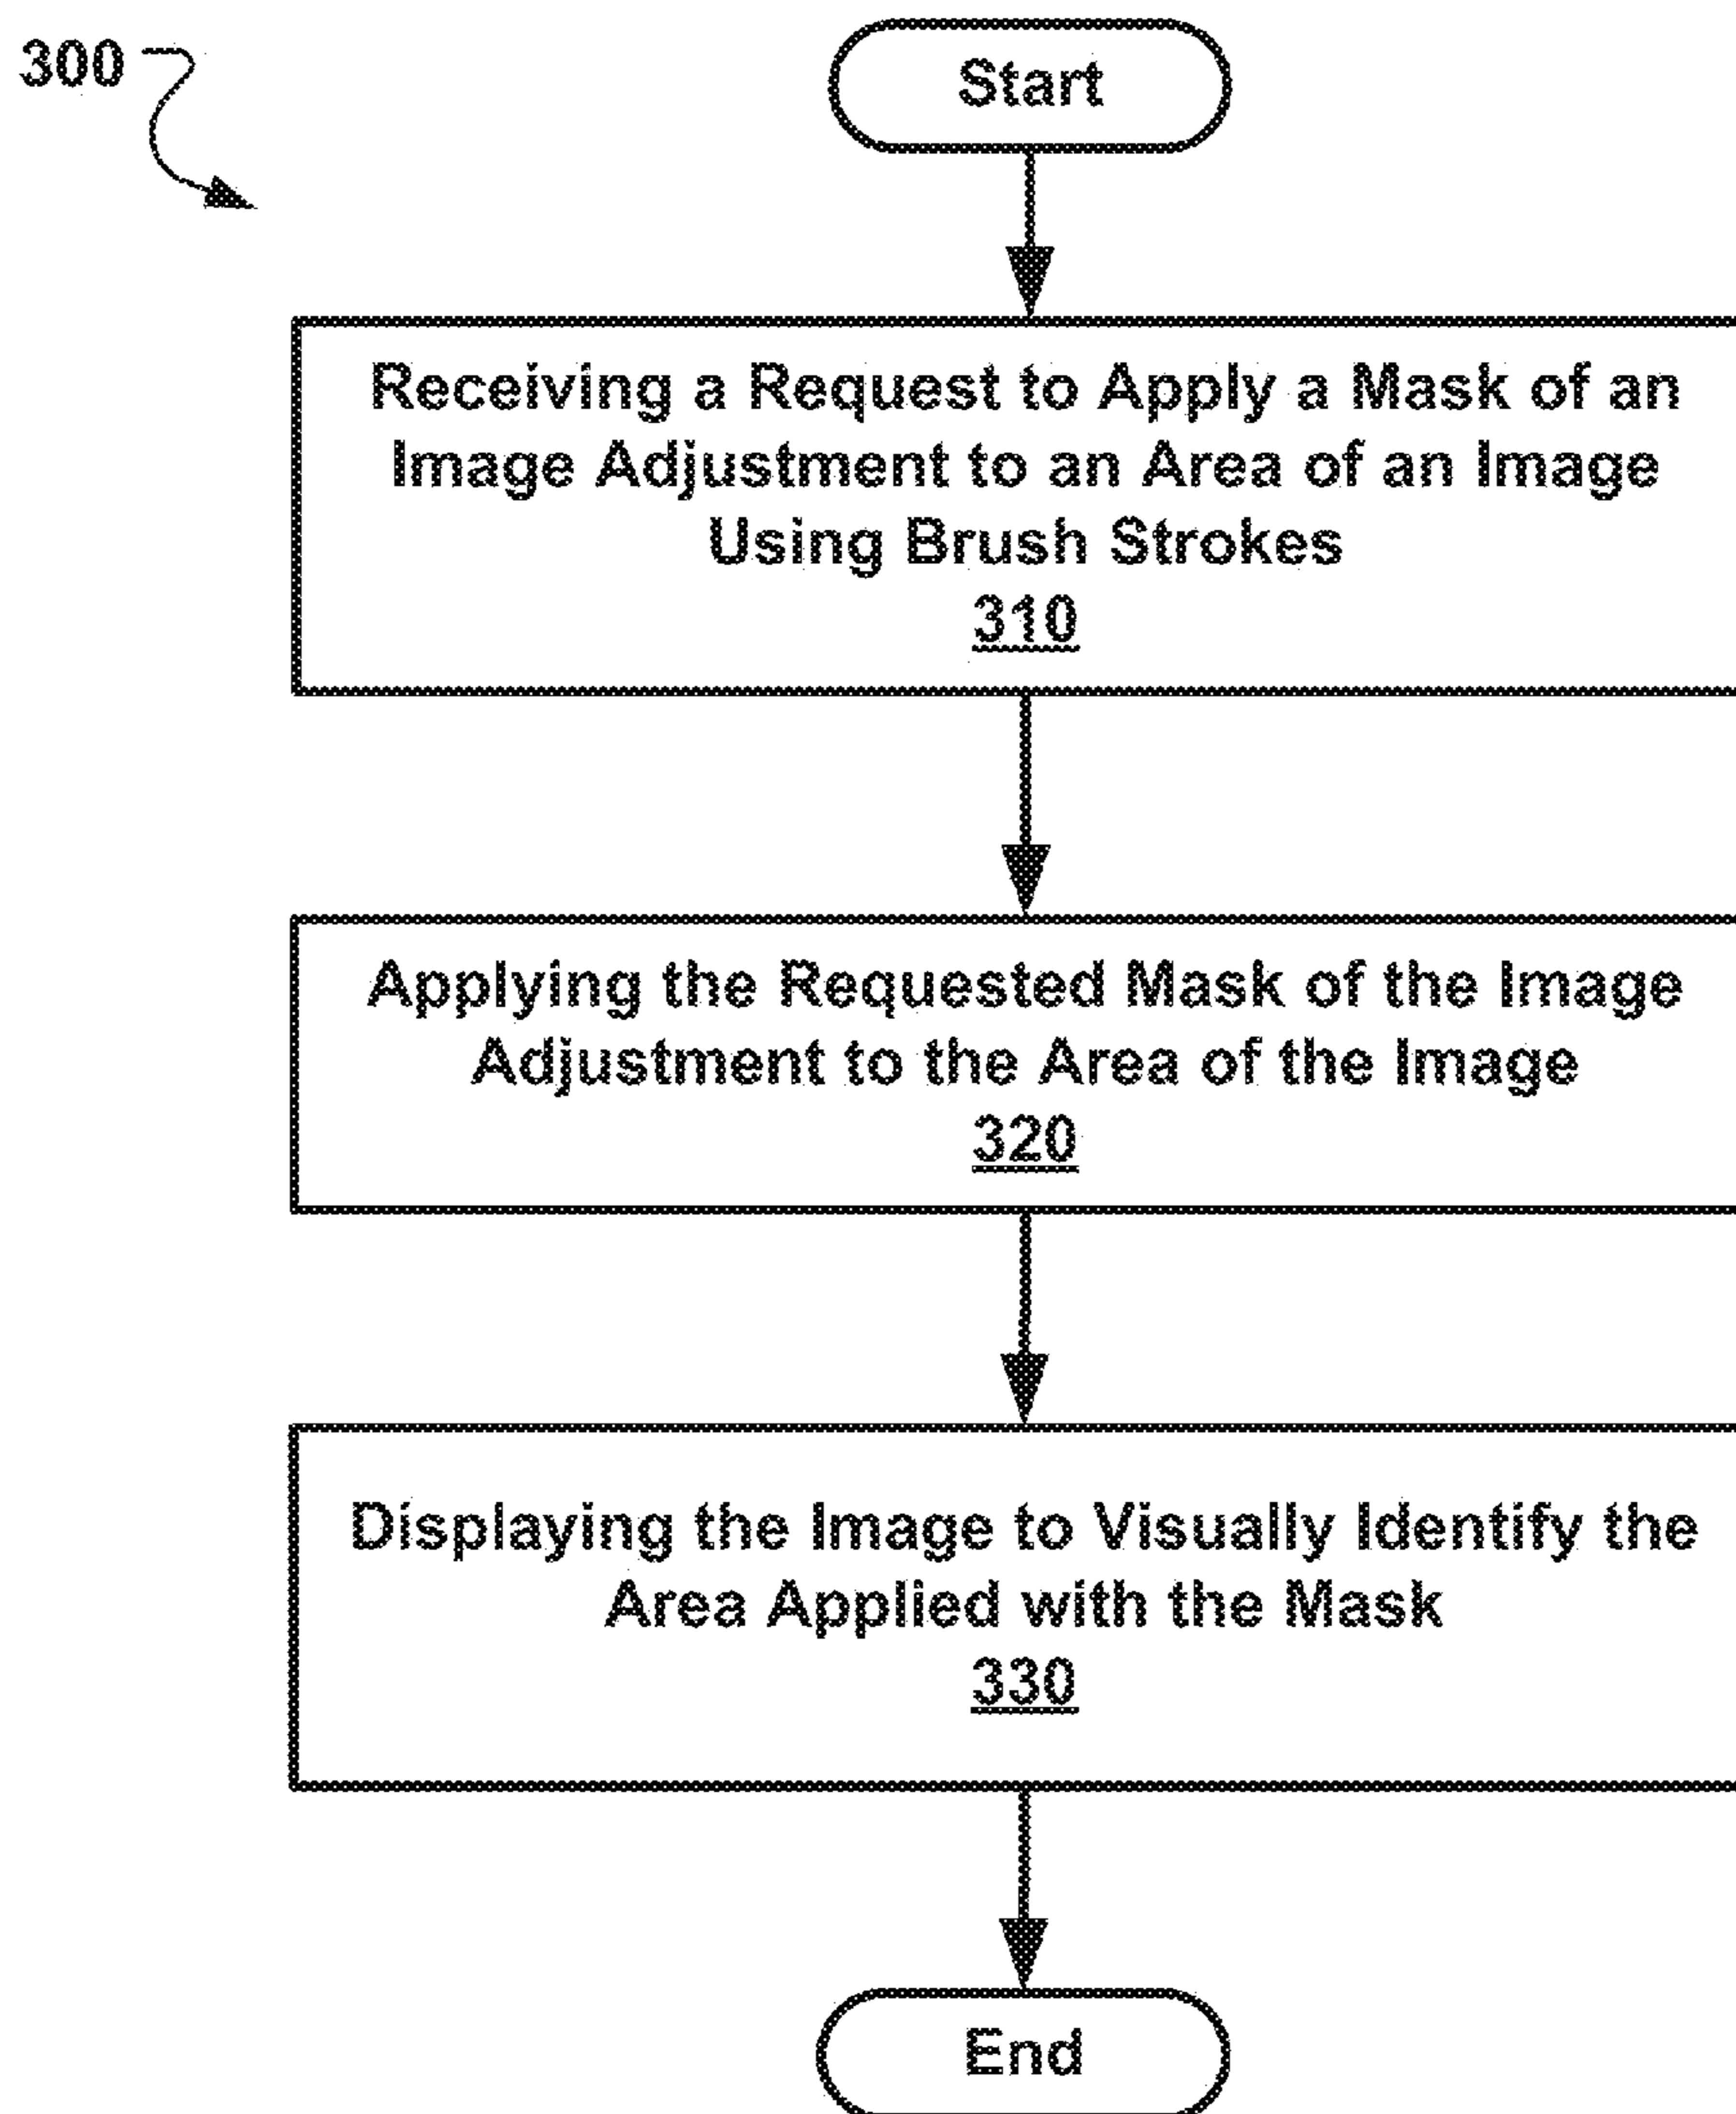 300
Start
Receiving a Request to Apply a Mask of an
Image Adjustment to an Area of an Image
Using Brush Strokes
310
Applying the Requested Mask of the Image
Adjustment to the Area of the Image
320
Displaying the Image to Visually Identify the
Area Applied with the Mask
330
End